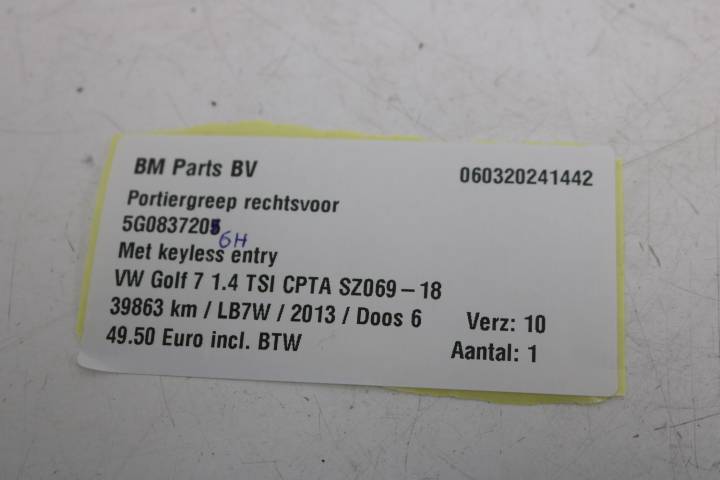 BM Parts BV 060320241442
Portiergreep rechtsvoor
5G0837205
6H
Met keyless entry
VW Golf 7 1.4 TSI CPTA SZ069-18
39863 km / LB7W / 2013 / Doos 6 Verz: 10
49.50 Euro incl. BTW Aantal: 1